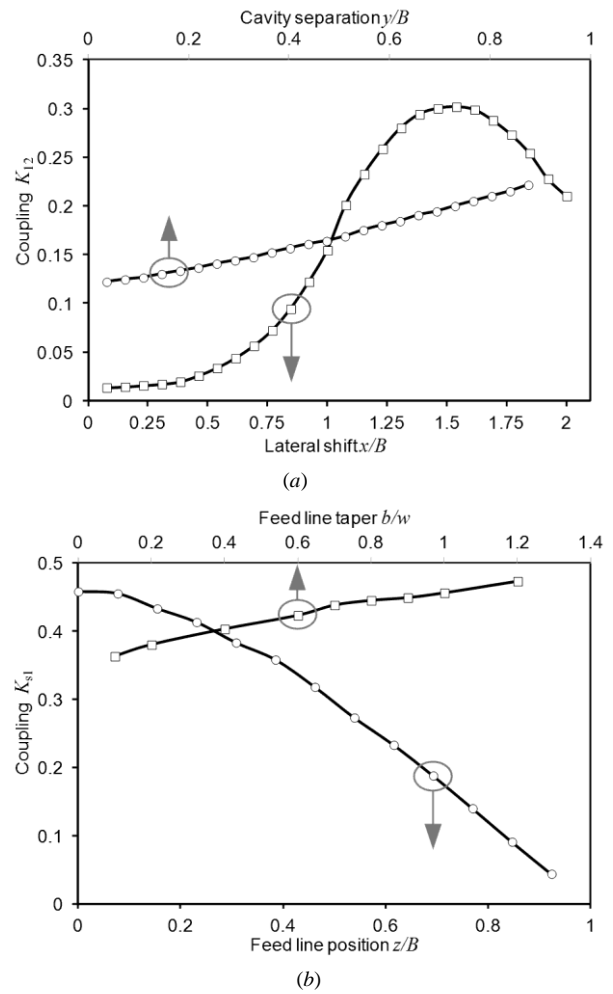 Cavity separation y/B
0 0.2 0.4 0.6 0.8 1
0.35
0.3
0.25
0.2
0.15
0.1
0.05
0
Coupling K12
0 0.25 0.5 0.75 1 1.25 1.5 1.75 2
Lateral shift x/B
(a)
Feed line taper b/w
0 0.2 0.4 0.6 0.8 1 1.2 1.4
0.5
0.4
0.3
0.2
0.1
0
Coupling Ks1
0 0.2 0.4 0.6 0.8 1
Feed line position z/B
(b)